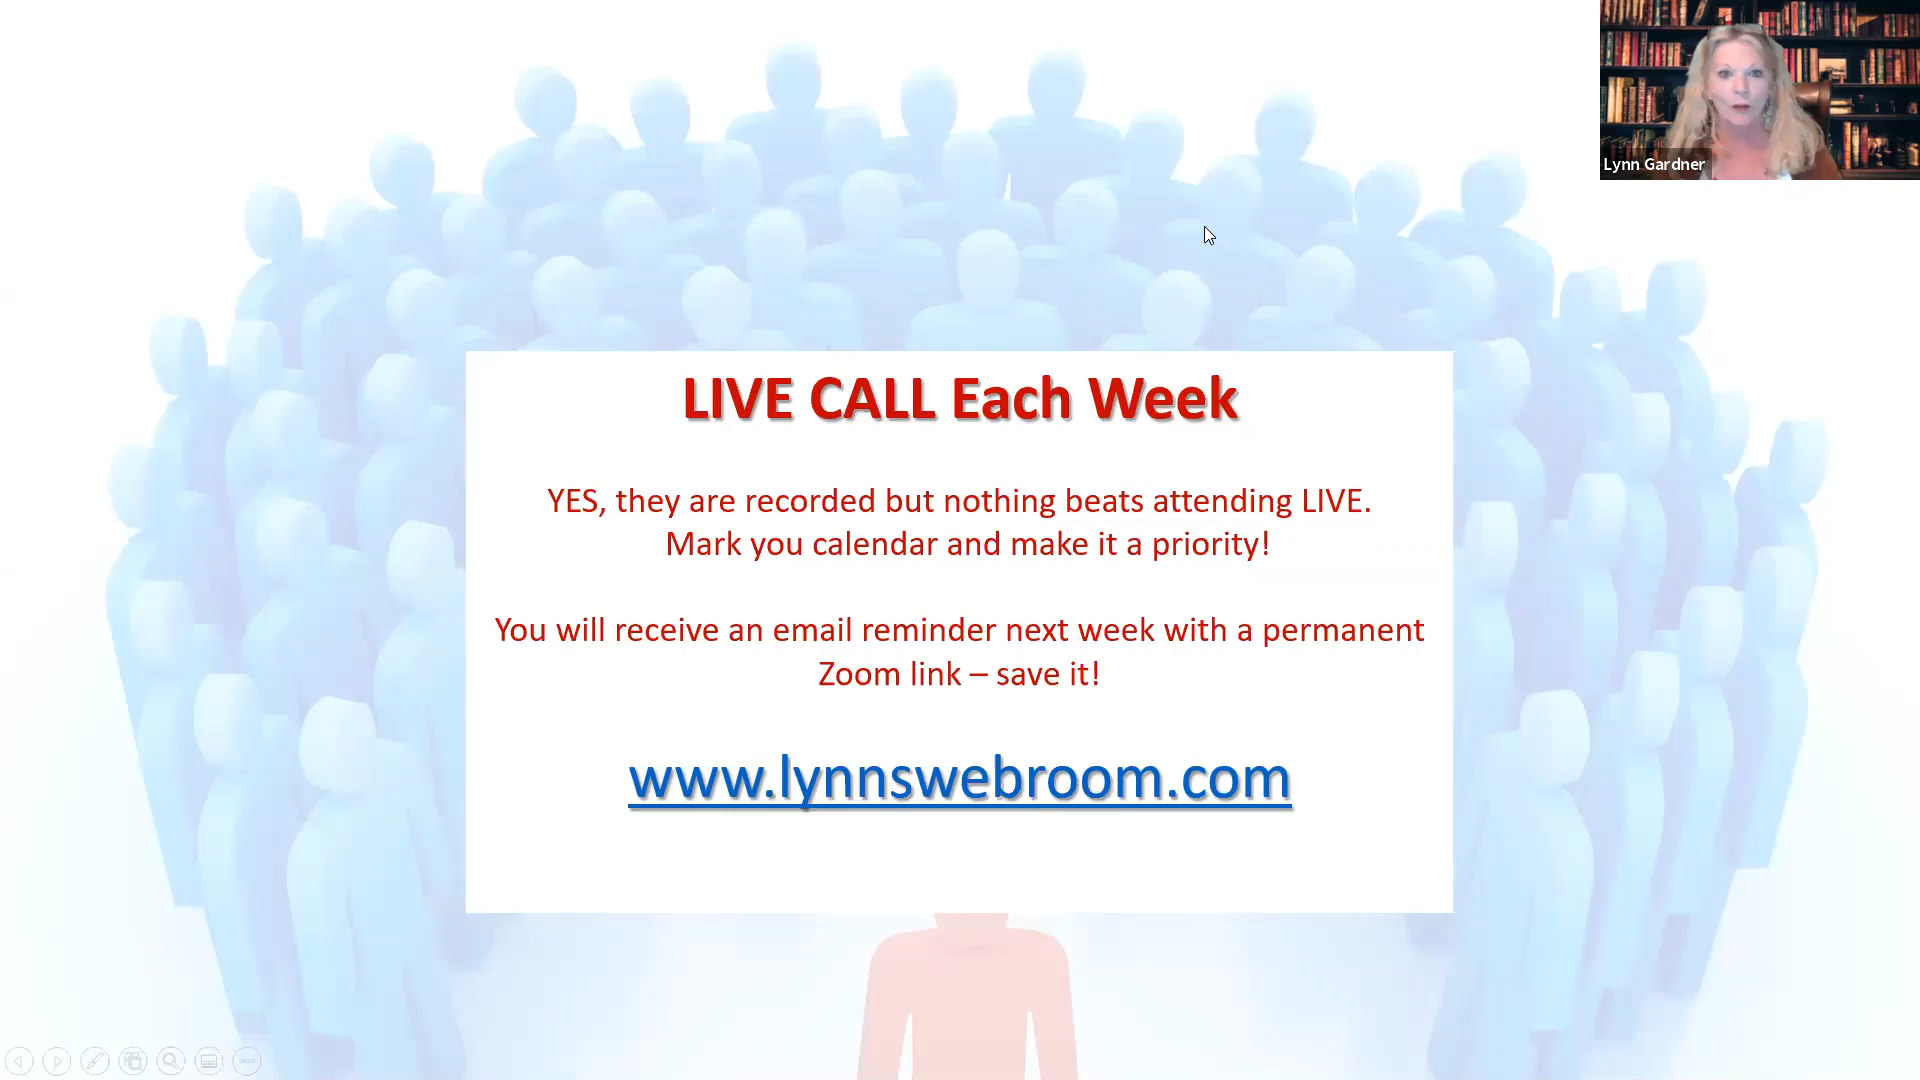 Lynn Gardner
LIVE CALL Each Week
YES, they are recorded but nothing beats attending LIVE.
Mark you calendar and make it a priority!
You will receive an email reminder next week with a permanent
Zoom link – save it!
www.lynnswebroom.com